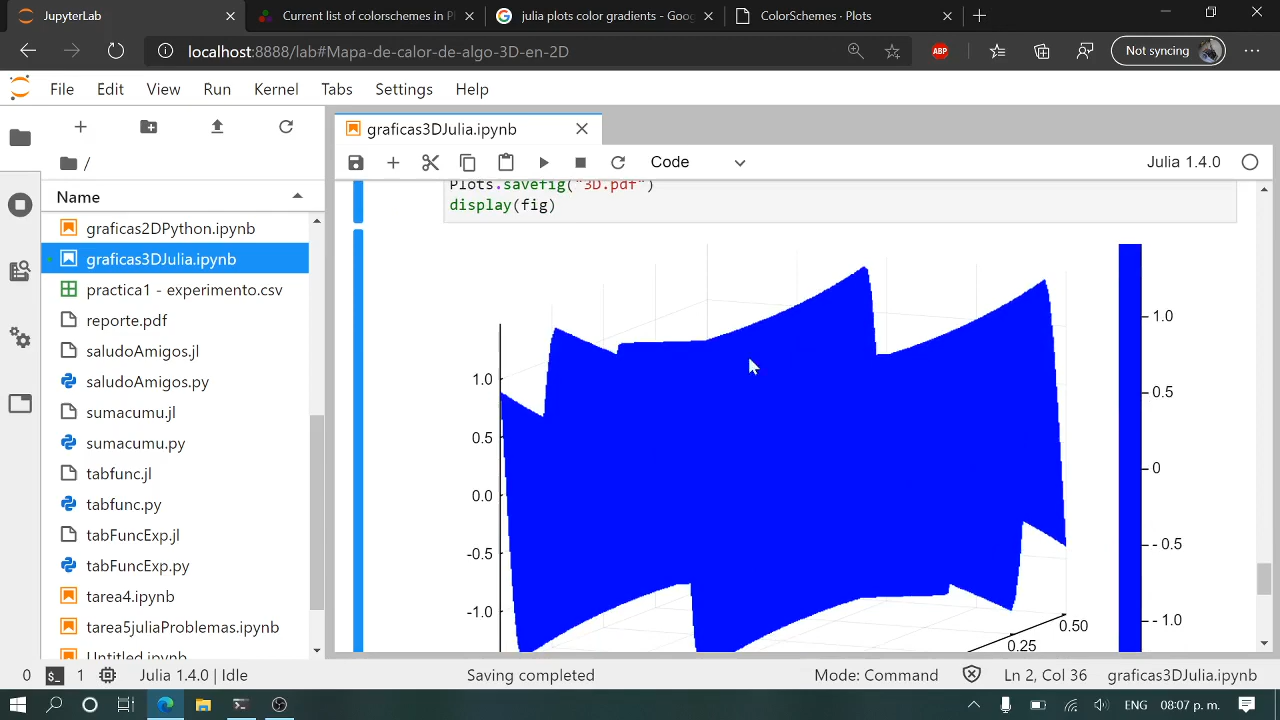 JupyterLab
Current list of colorschemes in Pl
julia plots color gradients - Goog
ColorSchemes · Plots
localhost:8888/lab#Mapa-de-calor-de-algo-3D-en-2D
ABP
Not syncing
File Edit View Run Kernel Tabs Settings Help
graficas3DJulia.ipynb
/
Code
Julia 1.4.0
Name
graficas2DPython.ipynb
graficas3DJulia.ipynb
practica1 - experimento.csv
reporte.pdf
saludoAmigos.jl
saludoAmigos.py
sumacumu.jl
sumacumu.py
tabfunc.jl
tabfunc.py
tabFuncExp.jl
tabFuncExp.py
tarea4.ipynb
tarea5juliaProblemas.ipynb
Untitled.ipynb
Plots.savefig("3D.pdf")
display(fig)
1.0
0.5
0.0
-0.5
-1.0
0.50
0.25
1.0
0.5
0
-0.5
-1.0
0
$_
1
Julia 1.4.0 | Idle
Saving completed
Mode: Command
Ln 2, Col 36
graficas3DJulia.ipynb
ENG
08:07 p. m.